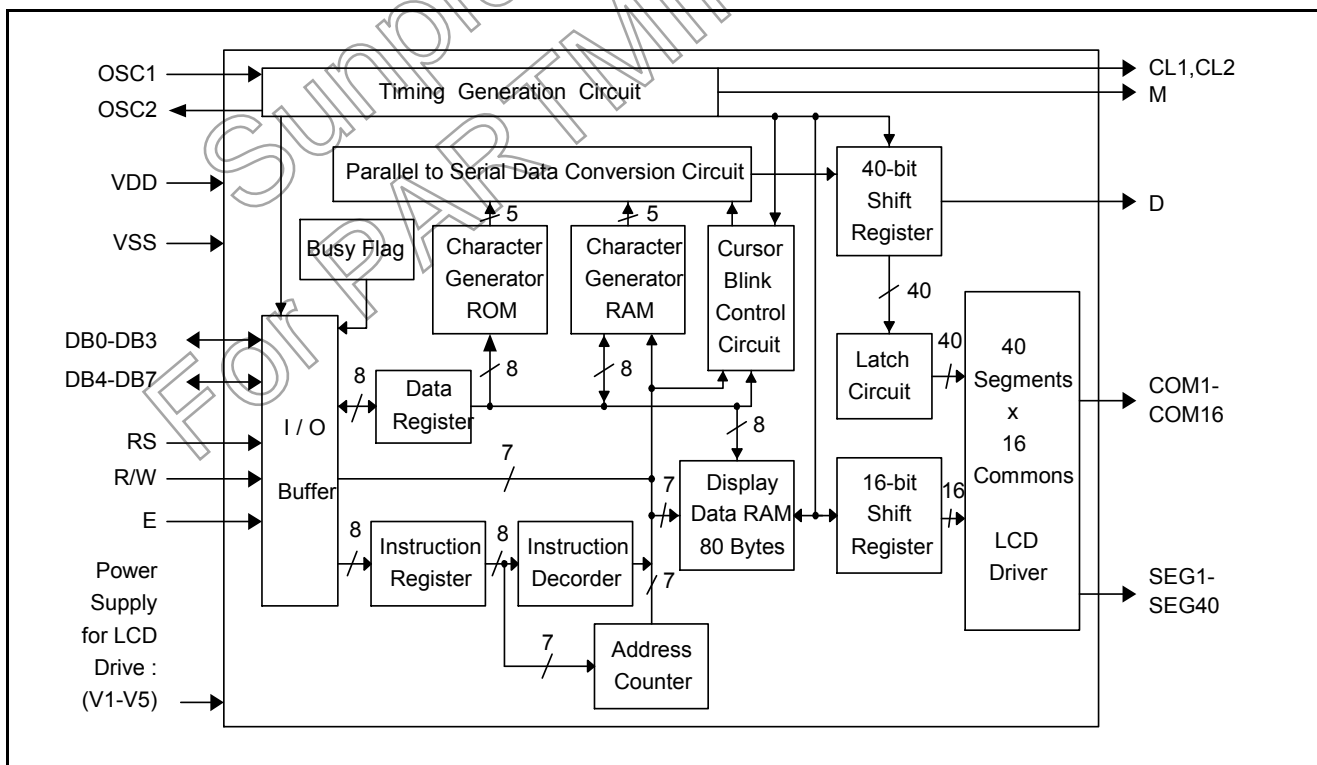 Sunpl
For PARTMi
OSC1
OSC2
VDD
VSS
DB0-DB3
DB4-DB7
RS
R/W
E
Power
Supply
for LCD
Drive :
(V1-V5)
Timing Generation Circuit
Parallel to Serial Data Conversion Circuit
5
5
Busy Flag
Character
Generator
ROM
Character
Generator
RAM
Cursor
Blink
Control
Circuit
40-bit
Shift
Register
40
Latch
Circuit
40
8
8
8
Data
Register
8
I / O
Buffer
7
7
Display
Data RAM
80 Bytes
16-bit
Shift
Register
16
40
Segments
x
16
Commons
LCD
Driver
8
Instruction
Register
8
Instruction
Decorder
7
7
Address
Counter
CL1,CL2
M
D
COM1-
COM16
SEG1-
SEG40